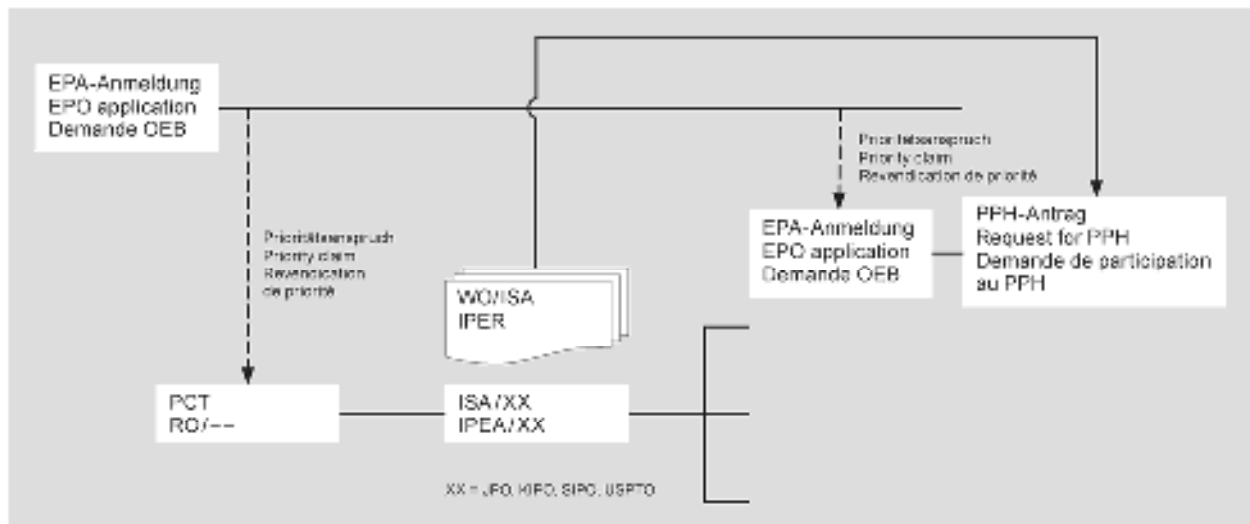 EPA-Anmeldung
EPO application
Demande OEB
Prioritätsanspruch
Priority claim
Revendication de priorité
EPA-Anmeldung
EPO application
Demande OEB
PPH-Antrag
Request for PPH
Demande de participation
au PPH
Prioritätsanspruch
Priority claim
Revendication
de priorité
WO/ISA
IPER
PCT
RO/--
ISA/XX
IPEA/XX
XX = JPO, KIPO, SIPO, USPTO